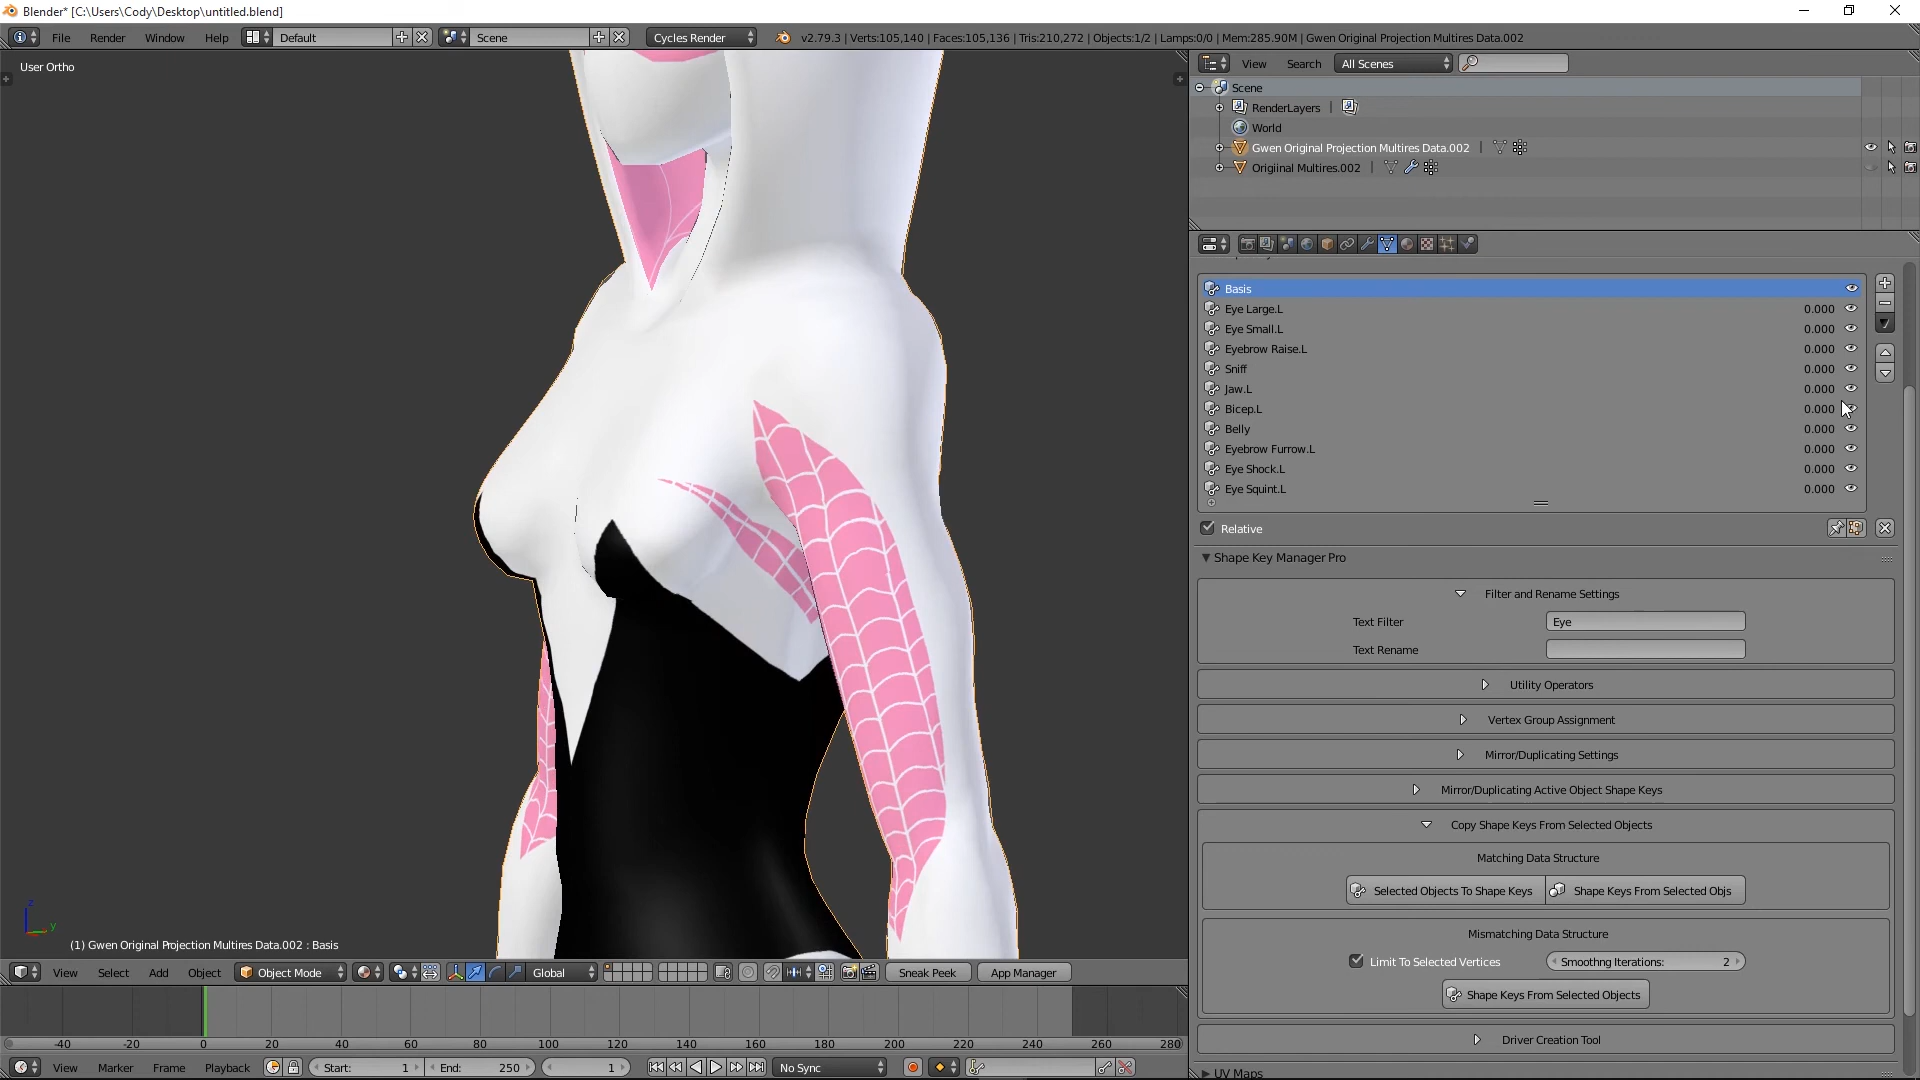 Blender* [C:\Users\Cody\Desktop\untitled.blend]
File Render Window Help Default Scene Cycles Render v2.79.3 | Verts:105,140 | Faces:105,136 | Tris:210,272 | Objects:1/2 | Lamps:0/0 | Mem:285.90M | Gwen Original Projection Multires Data.002
User Ortho
View Search All Scenes
Scene
RenderLayers |
World
Gwen Original Projection Multires Data.002 |
Origiinal Multires.002 |
Basis
Eye Large.L 0.000
Eye Small.L 0.000
Eyebrow Raise.L 0.000
Sniff 0.000
Jaw.L 0.000
Bicep.L 0.000
Belly 0.000
Eyebrow Furrow.L 0.000
Eye Shock.L 0.000
Eye Squint.L 0.000
Relative
Shape Key Manager Pro
Filter and Rename Settings
Text Filter Eye
Text Rename
Utility Operators
Vertex Group Assignment
Mirror/Duplicating Settings
Mirror/Duplicating Active Object Shape Keys
Copy Shape Keys From Selected Objects
Matching Data Structure
Selected Objects To Shape Keys Shape Keys From Selected Objs
Mismatching Data Structure
Limit To Selected Vertices Smoothng Iterations: 2
Shape Keys From Selected Objects
Driver Creation Tool
UV Maps
z
y
(1) Gwen Original Projection Multires Data.002 : Basis
View Select Add Object Object Mode Global Sneak Peek App Manager
-40 -20 0 20 40 60 80 100 120 140 160 180 200 220 240 260 280
View Marker Frame Playback Start: 1 End: 250 1 No Sync